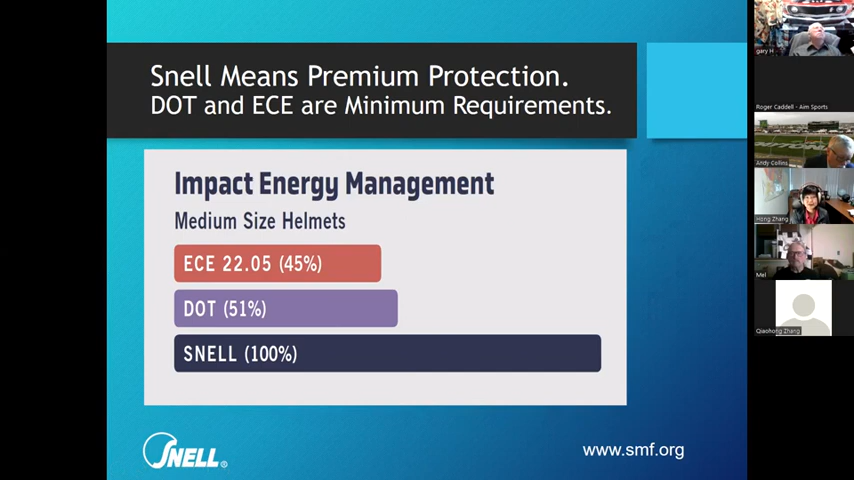 Snell Means Premium Protection.
DOT and ECE are Minimum Requirements.
Impact Energy Management
Medium Size Helmets
ECE 22.05 (45%)
DOT (51%)
SNELL (100%)
SNELL®
www.smf.org
gary H
Roger Caddell - Aim Sports
Andy Collins
Hong Zhang
Mel
Qiaohong Zhang